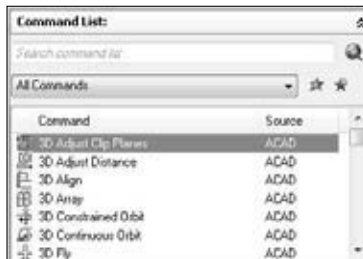 Command List:
Search command list
All Commands
Command Source
3D Adjust Clip Planes ACAD
3D Adjust Distance ACAD
3D Align ACAD
3D Array ACAD
3D Constrained Orbit ACAD
3D Continuous Orbit ACAD
3D Fly ACAD